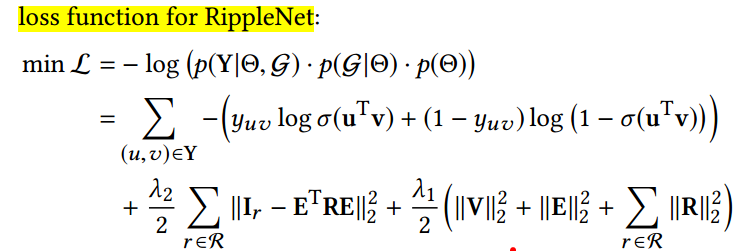 loss function for RippleNet:
min L = − log (p(Y|Θ, G) · p(G|Θ) · p(Θ))
= ∑_{(u,v)∈Y} −(y_{uv} log σ(u^T v) + (1 − y_{uv}) log (1 − σ(u^T v)))
+ λ₂/2 ∑_{r∈R} ||I_r − E^T RE||₂² + λ₁/2 (||V||₂² + ||E||₂² + ∑_{r∈R} ||R||₂²)